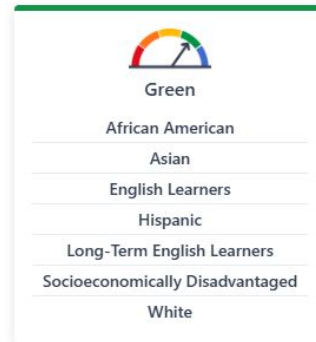 Green
African American
Asian
English Learners
Hispanic
Long-Term English Learners
Socioeconomically Disadvantaged
White